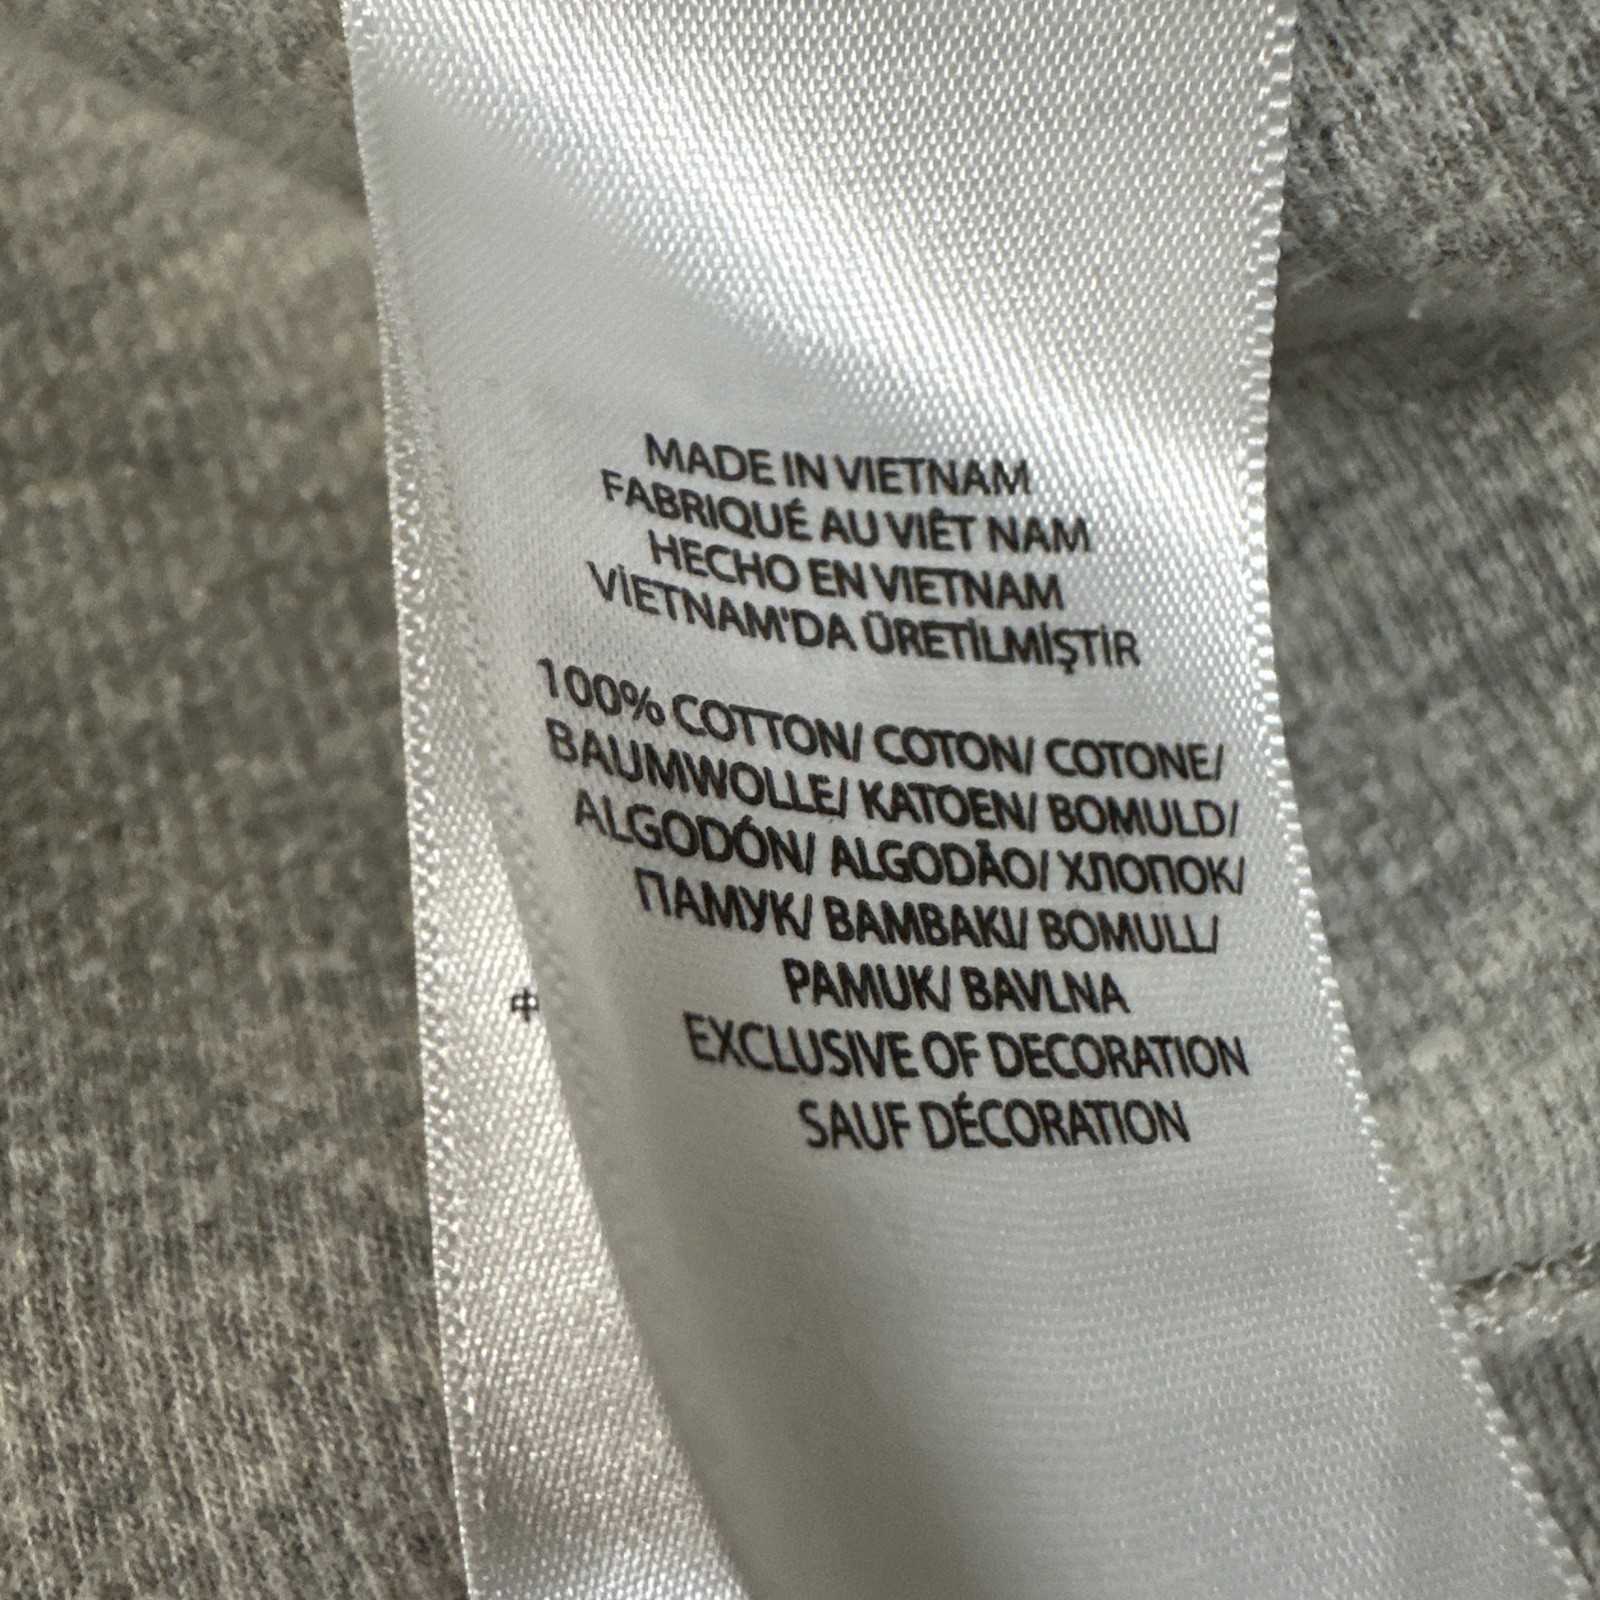 MADE IN VIETNAM
FABRIQUÉ AU VIÊT NAM
HECHO EN VIETNAM
VİETNAM'DA ÜRETİLMİŞTİR
100% COTTON/ COTON/ COTONE/
BAUMWOLLE/ KATOEN/ BOMULD/
ALGODÓN/ ALGODÃO/ ХЛОПОК/
ПАМУК/ BAMBAKI/ BOMULL/
PAMUK/ BAVLNA
EXCLUSIVE OF DECORATION
SAUF DÉCORATION